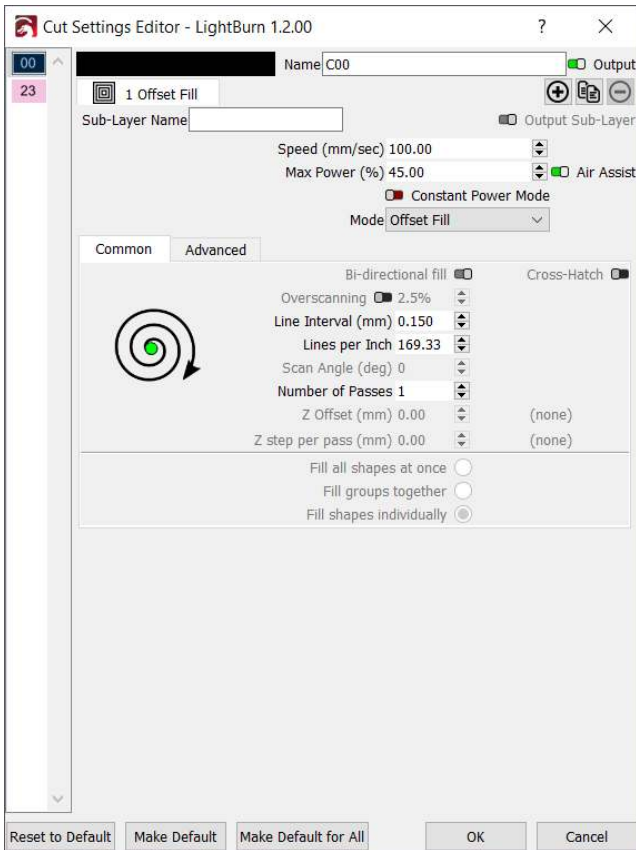 Cut Settings Editor - LightBurn 1.2.00 ?
00 Name C00 Output
23 1 Offset Fill
Sub-Layer Name Output Sub-Layer
Speed (mm/sec) 100.00
Max Power (%) 45.00 Air Assist
Constant Power Mode
Mode Offset Fill
Common Advanced
Bi-directional fill Cross-Hatch
Overscanning 2.5%
Line Interval (mm) 0.150
Lines per Inch 169.33
Scan Angle (deg) 0
Number of Passes 1
Z Offset (mm) 0.00 (none)
Z step per pass (mm) 0.00 (none)
Fill all shapes at once
Fill groups together
Fill shapes individually
Reset to Default Make Default Make Default for All OK Cancel